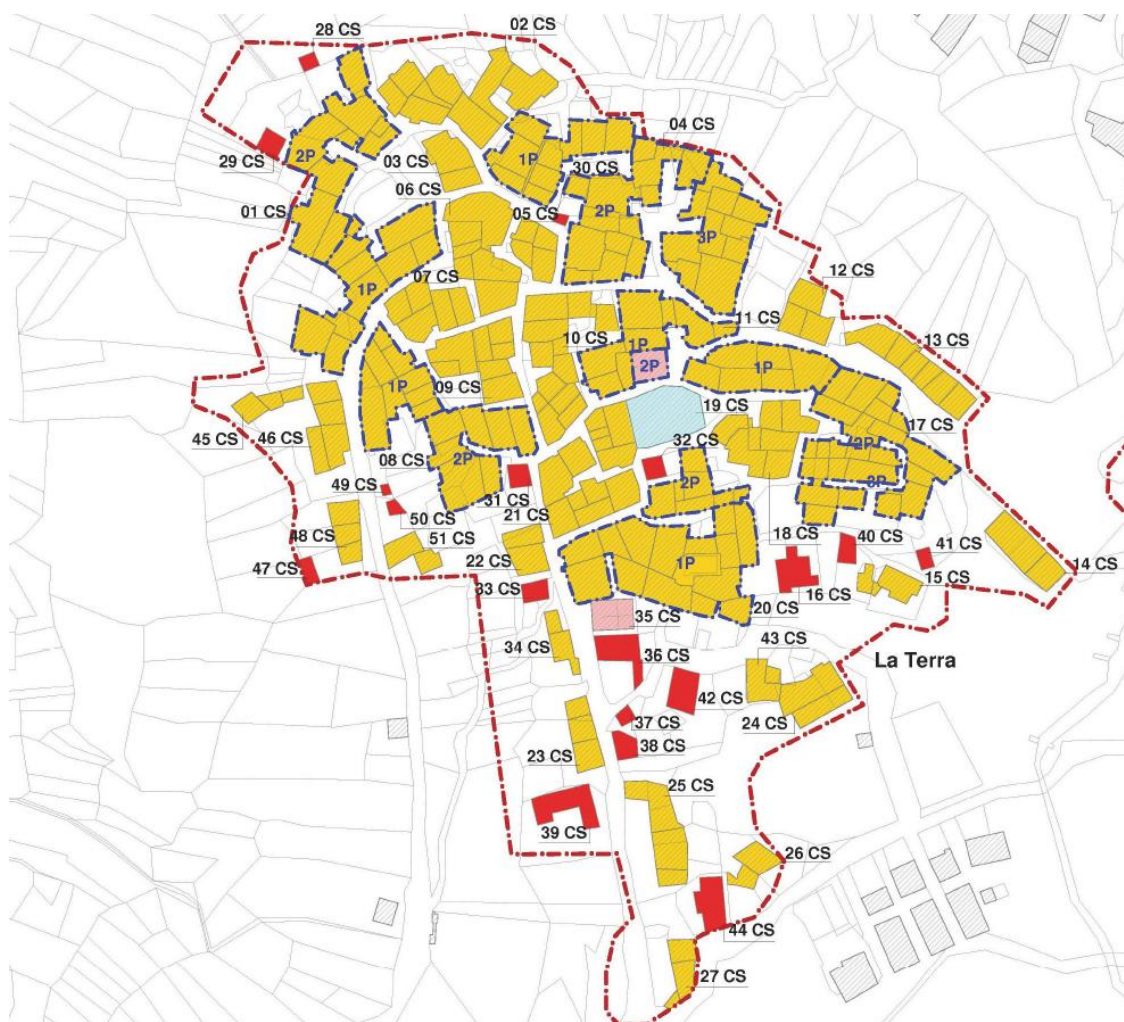 02 CS
28 CS
04 CS
2P
1P
29 CS
03 CS
30 CS
06 CS
01 CS
05 CS
2P
3P
07 CS
12 CS
1P
11 CS
13 CS
10 CS
1P
2P
1P
1P
09 CS
19 CS
45 CS
46 CS
17 CS
32 CS
2P
08 CS
2P
2P
3P
49 CS
31 CS
50 CS
21 CS
48 CS
51 CS
18 CS
40 CS
41 CS
1P
47 CS
22 CS
14 CS
15 CS
33 CS
16 CS
20 CS
35 CS
34 CS
43 CS
36 CS
La Terra
42 CS
37 CS
24 CS
38 CS
23 CS
25 CS
39 CS
26 CS
44 CS
27 CS